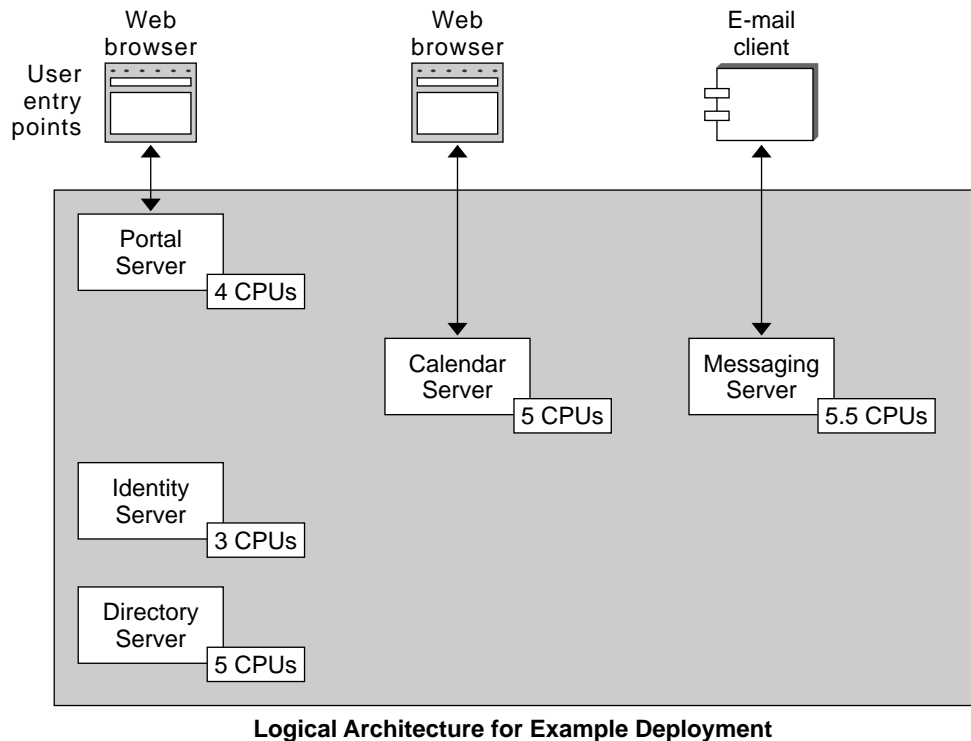 Web
browser
Web
browser
E-mail
client
User
entry
points
Portal
Server
4 CPUs
Calendar
Server
5 CPUs
Messaging
Server
5.5 CPUs
Identity
Server
3 CPUs
Directory
Server
5 CPUs
Logical Architecture for Example Deployment